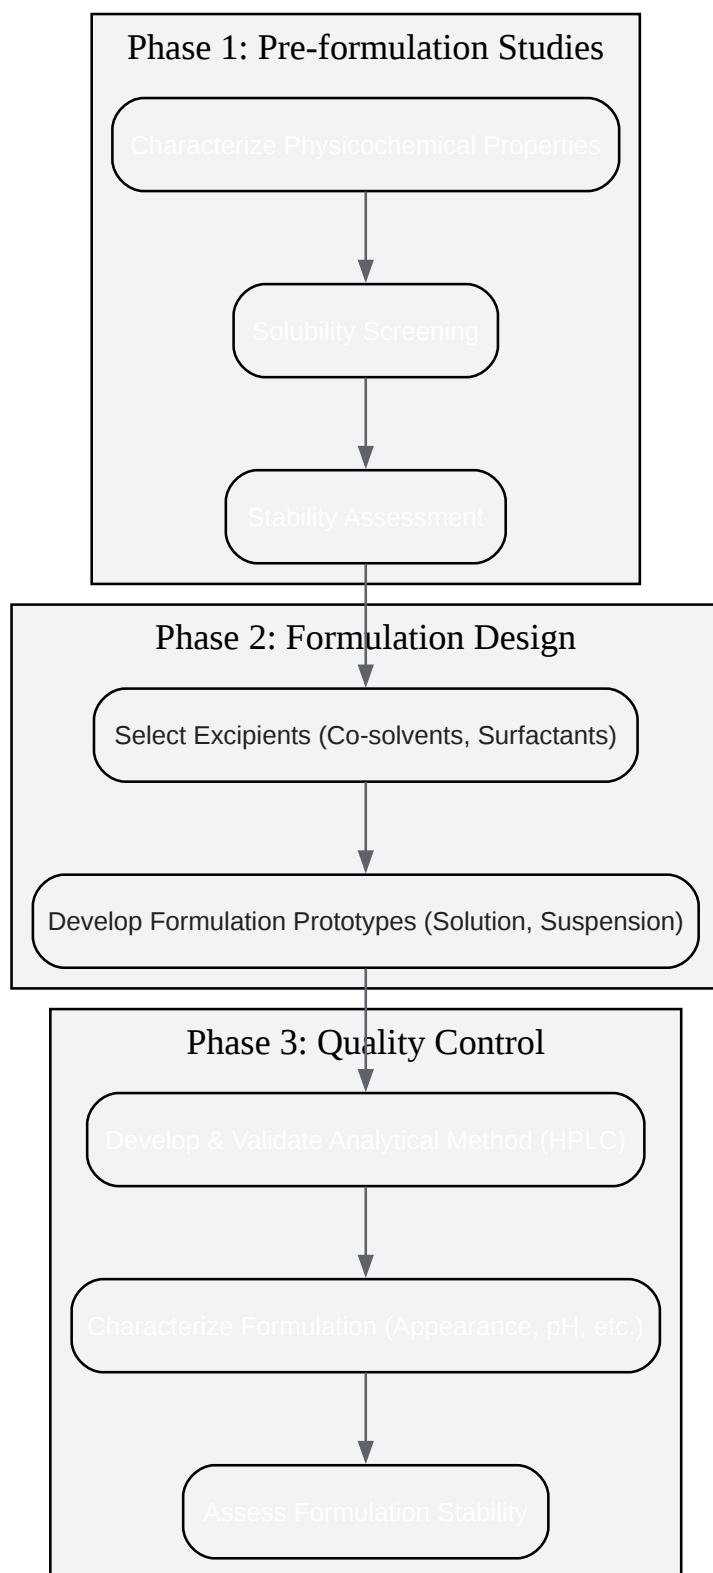 Phase 1: Pre-formulation Studies
Characterize Physicochemical Properties
Solubility Screening
Stability Assessment
Phase 2: Formulation Design
Select Excipients (Co-solvents, Surfactants)
Develop Formulation Prototypes (Solution, Suspension)
Phase 3: Quality Control
Develop & Validate Analytical Method (HPLC)
Characterize Formulation (Appearance, pH, etc.)
Assess Formulation Stability